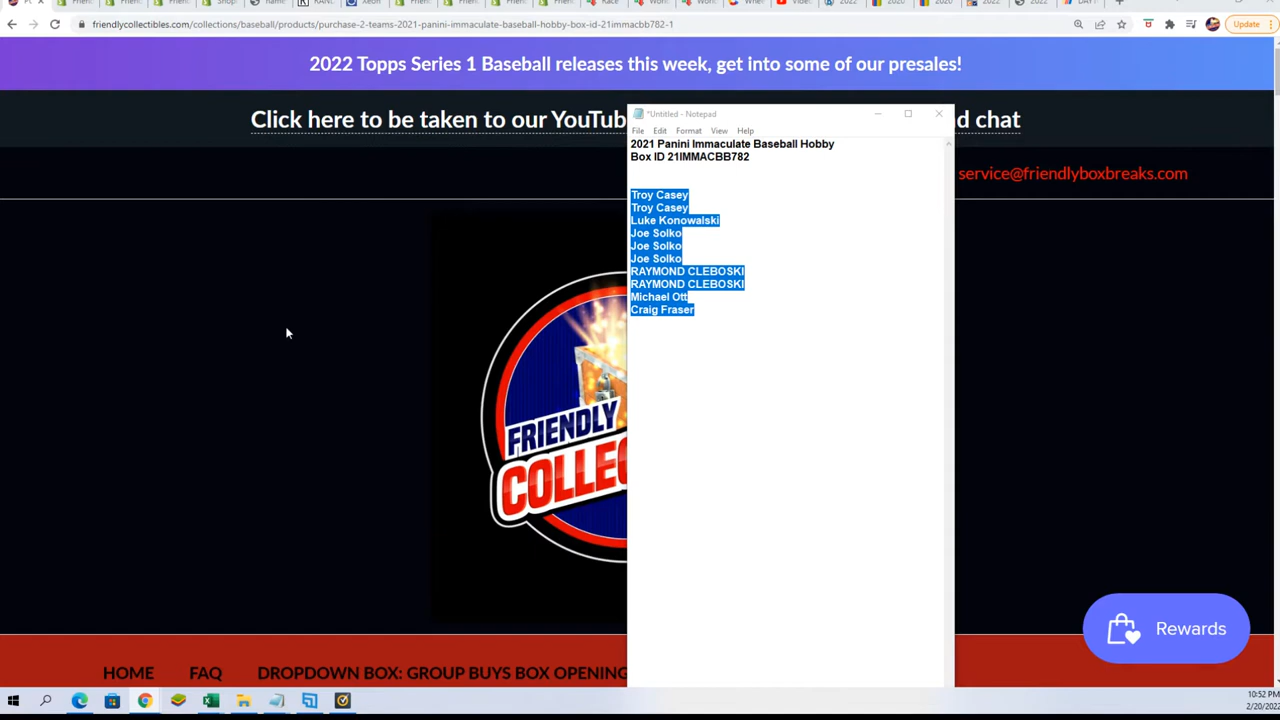 friendlycollectibles.com/collections/baseball/products/purchase-2-teams-2021-panini-immaculate-baseball-hobby-box-id-21immacbb782-1
Update
2022 Topps Series 1 Baseball releases this week, get into some of our presales!
Click here to be taken to our YouTub
d chat
*Untitled - Notepad
File Edit Format View Help
2021 Panini Immaculate Baseball Hobby
Box ID 21IMMACBB782
service@friendlyboxbreaks.com
Troy Casey
Troy Casey
Luke Konowalski
Joe Solko
Joe Solko
Joe Solko
RAYMOND CLEBOSKI
RAYMOND CLEBOSKI
Michael Ott
Craig Fraser
FRIENDLY
COLLEC
Rewards
HOME FAQ DROPDOWN BOX: GROUP BUYS BOX OPENING
10:52 PM
2/20/2022